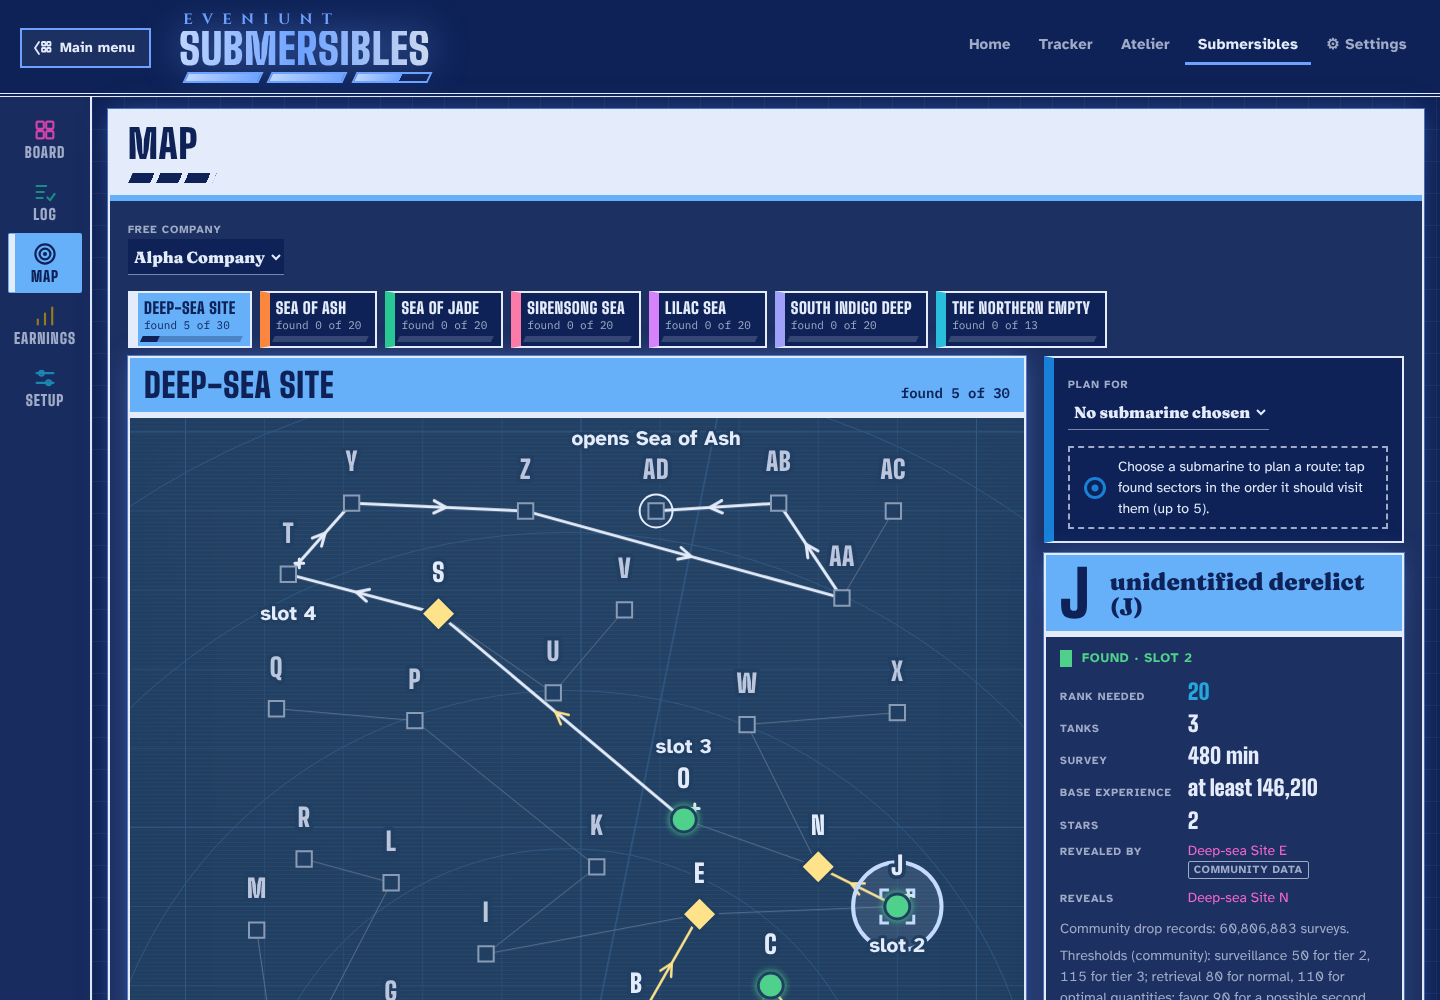 Main menu
EVENIUNT
SUBMERSIBLES
Home
Tracker
Atelier
Submersibles
Settings
BOARD
LOG
MAP
EARNINGS
SETUP
MAP
FREE COMPANY
Alpha Company
DEEP-SEA SITE
found 5 of 30
SEA OF ASH
found 0 of 20
SEA OF JADE
found 0 of 20
SIRENSONG SEA
found 0 of 20
LILAC SEA
found 0 of 20
SOUTH INDIGO DEEP
found 0 of 20
THE NORTHERN EMPTY
found 0 of 13
DEEP-SEA SITE
found 5 of 30
opens Sea of Ash
Y
Z
AD
AB
AC
T
S
V
AA
slot 4
U
Q
P
W
X
slot 3
O
R
L
K
N
J
M
E
I
slot 2
C
B
G
PLAN FOR
No submarine chosen
Choose a submarine to plan a route: tap
found sectors in the order it should visit
them (up to 5).
J
unidentified derelict
(J)
FOUND · SLOT 2
RANK NEEDED 20
TANKS 3
SURVEY 480 min
BASE EXPERIENCE at least 146,210
STARS 2
REVEALED BY Deep-sea Site E
COMMUNITY DATA
REVEALS Deep-sea Site N
Community drop records: 60,806,883 surveys.
Thresholds (community): surveillance 50 for tier 2,
115 for tier 3; retrieval 80 for normal, 110 for
optimal quantities; favor 90 for a possible second